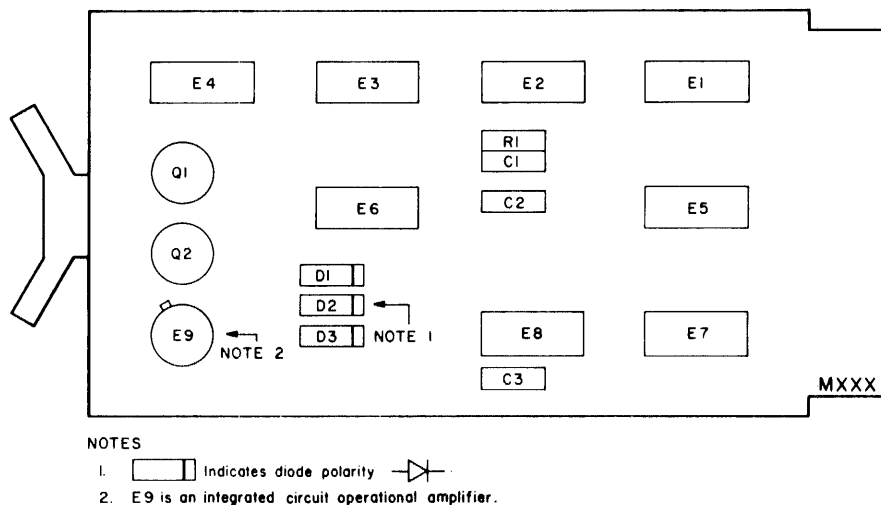 E4 E3 E2 E1
R1
C1
Q1
C2
E6 E5
Q2
D1
D2
D3
NOTE 1
E9
NOTE 2
E8 E7
C3
MXXX
NOTES
1. Indicates diode polarity
2. E9 is an integrated circuit operational amplifier.